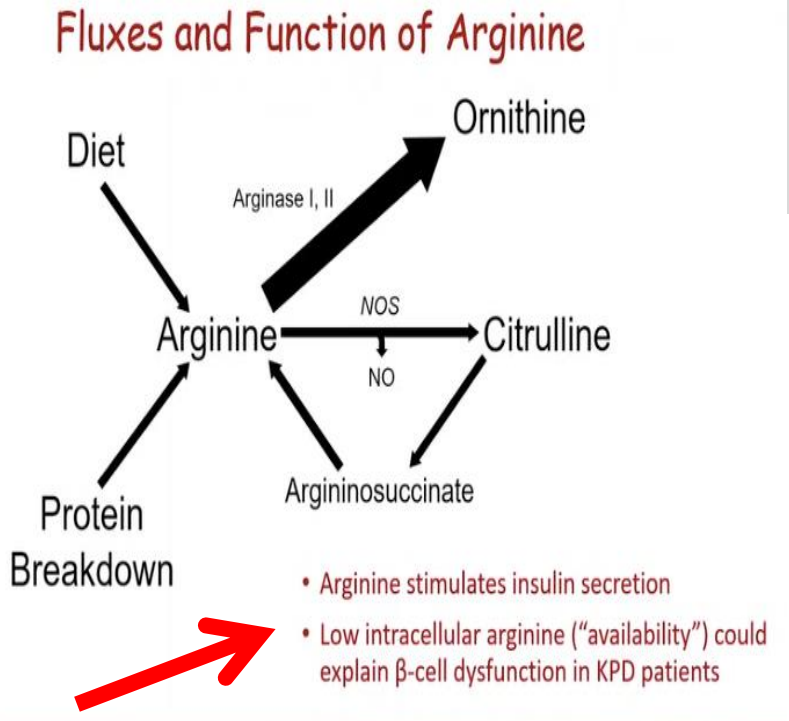 Fluxes and Function of Arginine
Ornithine
Diet
Arginase I, II
NOS
Arginine
Citrulline
NO
Argininosuccinate
Protein
Breakdown
• Arginine stimulates insulin secretion
• Low intracellular arginine (“availability”) could
explain β-cell dysfunction in KPD patients